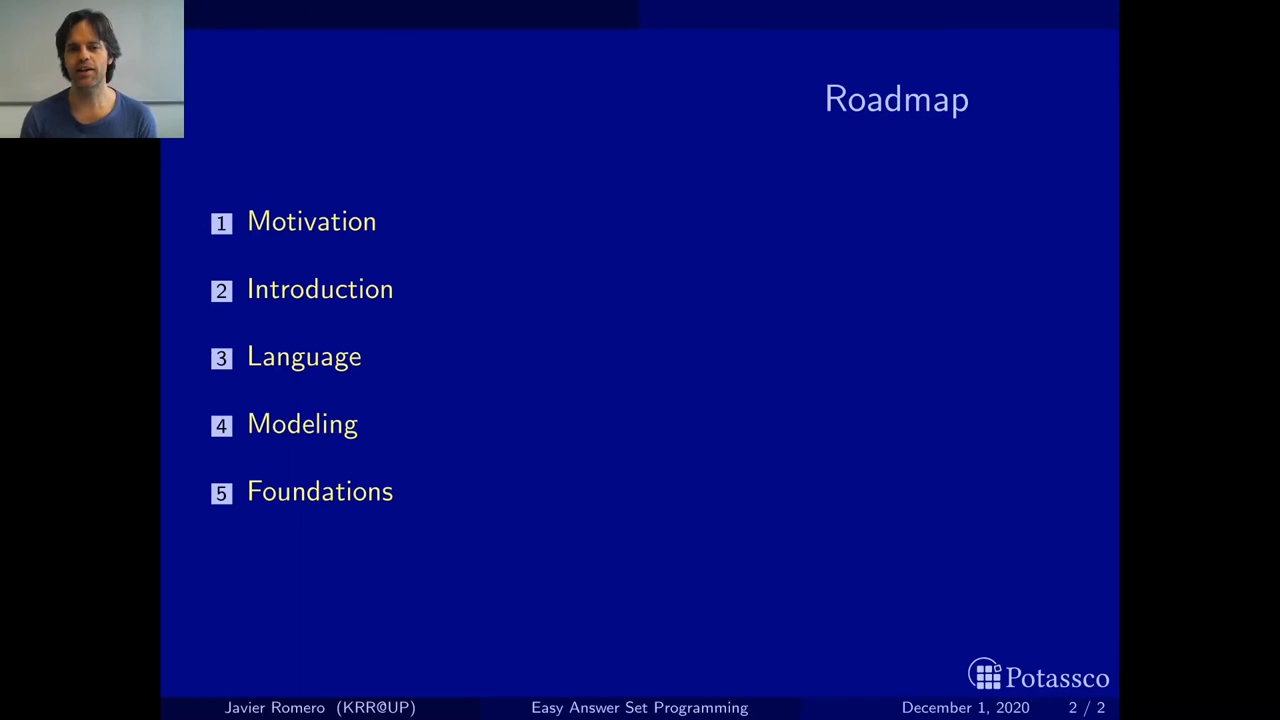 Roadmap
1 Motivation
2 Introduction
3 Language
4 Modeling
5 Foundations
Potassco
Javier Romero (KRR@UP) Easy Answer Set Programming December 1, 2020 2 / 2